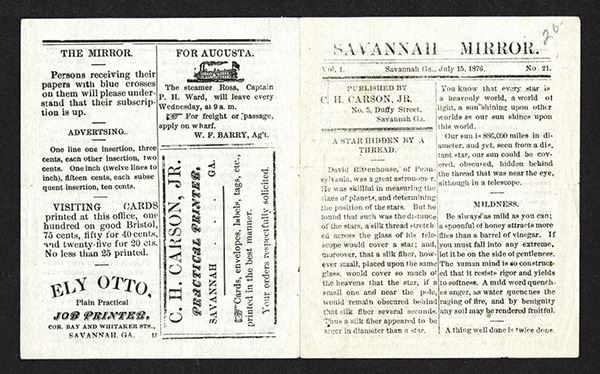 THE MIRROR.
Persons receiving their
papers with blue crosses
on them will please under-
stand that their subscrip-
tion is up.
ADVERTSING.
One line one insertion, three
cents, each other insertion, two
cents. One inch (twelve lines to
inch), fifteen cents, each subse
quent insertion, ten cents.
VISITING CARDS
printed at this office, one
hundred on good Bristol,
75 cents, fifty for 40 cents,
and twenty-five for 20 cts.
No less than 25 printed.
ELY OTTO,
Plain Practical
JOB PRINTER,
COR. BAY AND WHITAKER STS.,
SAVANNAH, GA.
FOR AUGUSTA.
The steamer Rosa, Captain
P. H. Ward, will leave every
Wednesday, at 9 a. m.
☞ For freight or passage,
apply on wharf.
W. F. BARRY, Ag't.
C. H. CARSON, JR.
PRACTICAL PRINTER,
SAVANNAH . . . . GA.
☞ Cards, envelopes, labels, tags, etc.,
printed in the best manner.
Your orders respectfully solicited.
26
SAVANNAH MIRROR.
Vol. 1. Savannah Ga., July 15, 1876. No. 21.
PUBLISHED BY
C. H. CARSON, JR.
No. 5, Duffy Street,
Savannah Ga.
A STAR HIDDEN BY A
THREAD.
David Rittenhouse, of Penn-
sylvania, was a great astronomer.
He was skilful in measuring the
sizes of planets, and determining
the position of the stars. But he
found that such was the distance
of the stars, a silk thread stretch
ed across the glass of his tele-
scope would cover a star; and,
moreover, that a silk fiber, how-
ever small, placed upon the same
glass, would cover so much of
the heavens that the star, if a
small one and near the pole,
would remain obscured behind
that silk fiber several seconds.
Thus a silk fiber appeared to be
larger in diameter than a star.
You know that every star is
a heavenly world, a world of
light, a sun shining upon other
worlds as our sun shines upon
this world.
Our sun is 886,000 miles in di-
ameter, and yet, seen from a dis,
tant star, our sun could be cov-
ered, obscured, hidden behind
the thread that was near the eye,
although in a telescope.
MILDNESS.
Be always as mild as you can;
a spoonful of honey attracts more
flies than a barrel of vinegar. If
you must fall into any extreme,
let it be on the side of gentleness.
The human mind is so construc-
ted that it resists rigor and yields
to softness. A mild word quench-
es anger, as water quenches the
raging of fire, and by benignity
any soil may be rendered fruitful.
A thing well done is twice done.